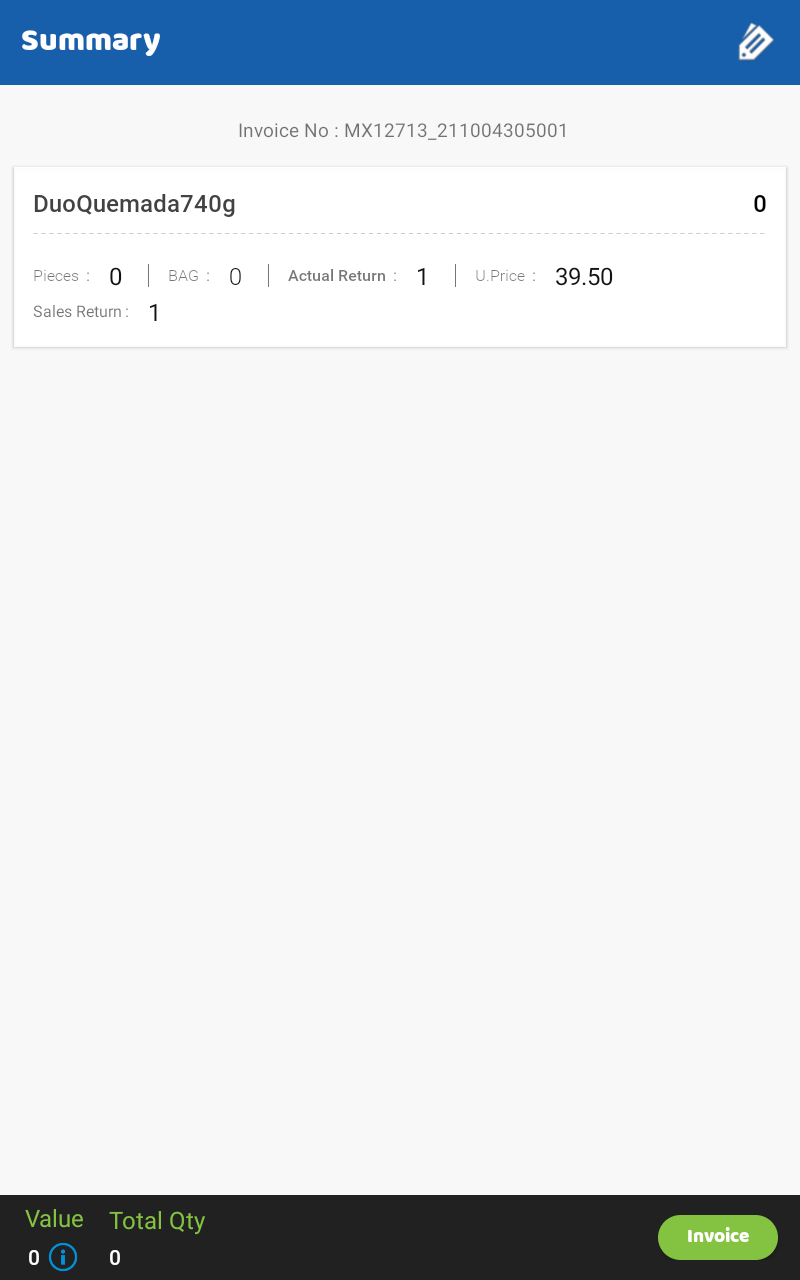 Summary
Invoice No : MX12713_211004305001
DuoQuemada740g 0
Pieces : 0 BAG : 0 Actual Return : 1 U.Price : 39.50
Sales Return : 1
Value Total Qty
0 0
Invoice